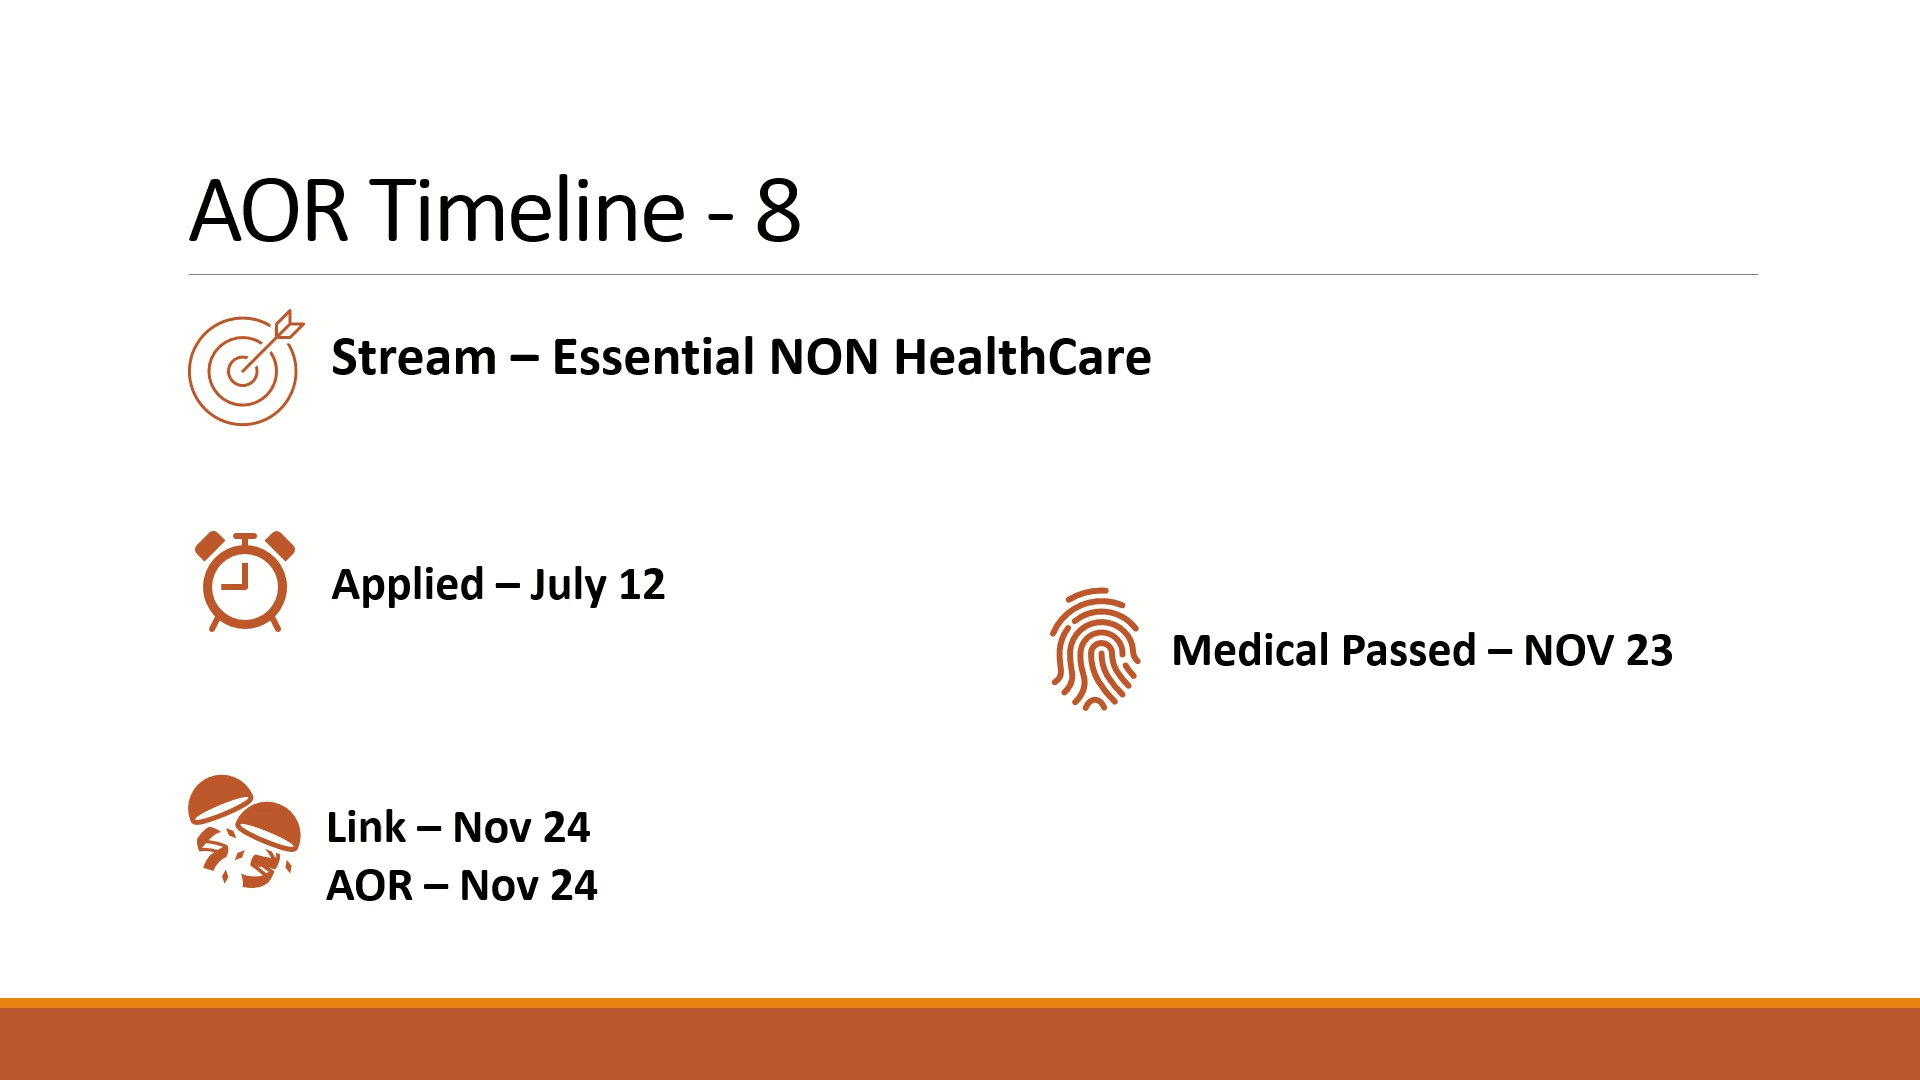 AOR Timeline - 8
Stream – Essential NON HealthCare
Applied – July 12
Medical Passed – NOV 23
Link – Nov 24
AOR – Nov 24